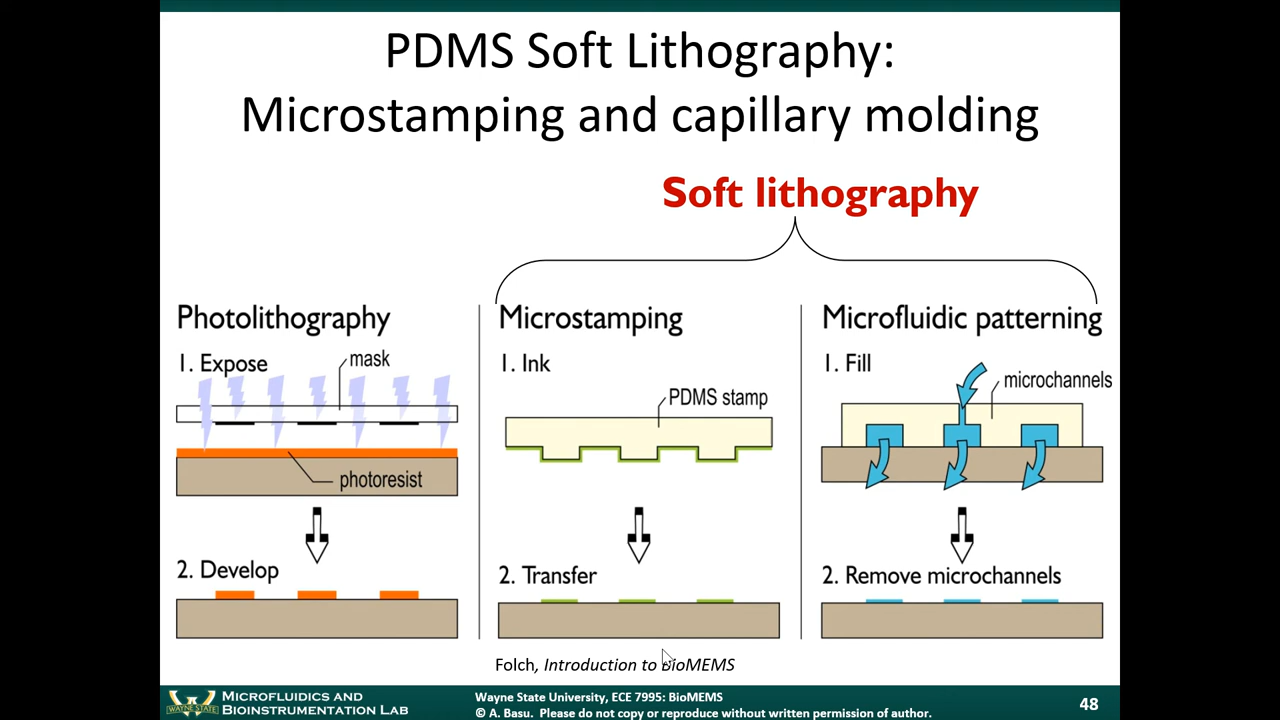 PDMS Soft Lithography:
Microstamping and capillary molding
Soft lithography
Photolithography
1. Expose
mask
photoresist
2. Develop
Microstamping
1. Ink
PDMS stamp
2. Transfer
Microfluidic patterning
1. Fill
microchannels
2. Remove microchannels
Folch, Introduction to BioMEMS
WAYNE STATE
MICROFLUIDICS AND
BIOINSTRUMENTATION LAB
Wayne State University, ECE 7995: BioMEMS
© A. Basu. Please do not copy or reproduce without written permission of author.
48